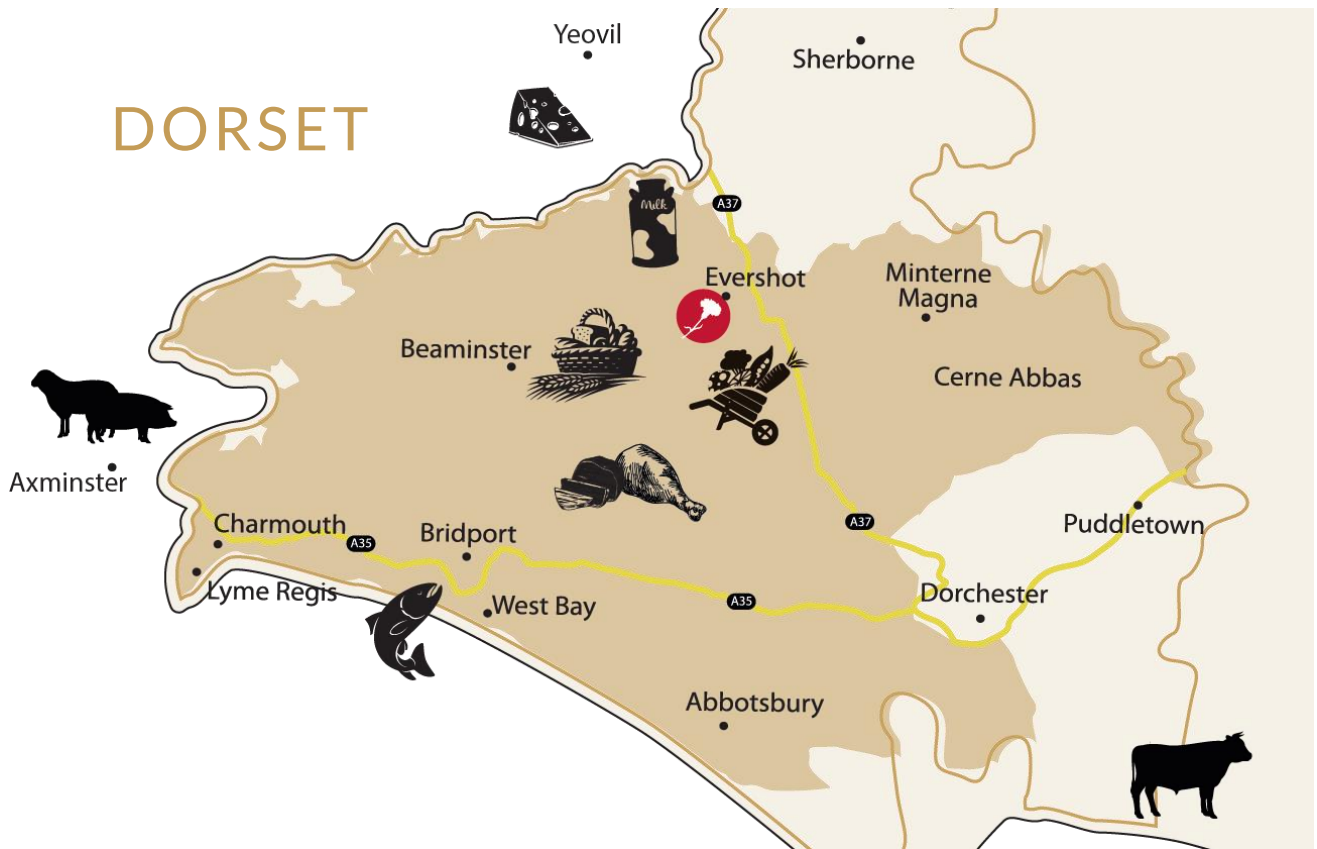 Yeovil
Sherborne
DORSET
Milk
A37
Evershot
Minterne
Magna
Beaminster
Cerne Abbas
Axminster
Charmouth
A35
Bridport
A37
Puddletown
Lyme Regis
West Bay
A35
Dorchester
Abbotsbury